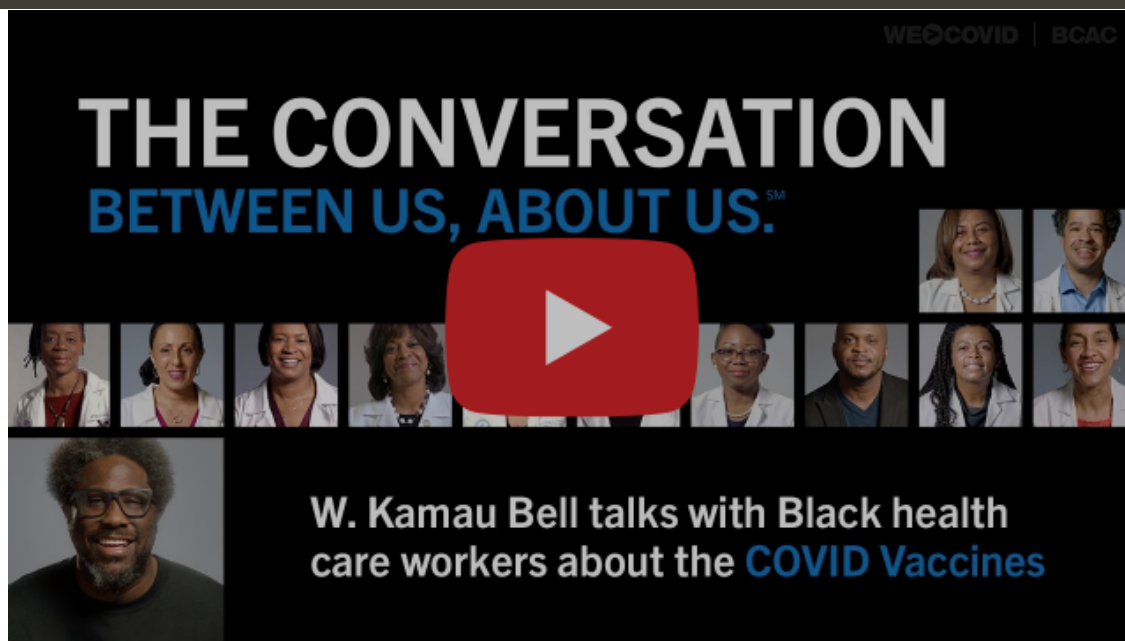 WE▶COVID | BCAC
THE CONVERSATION
BETWEEN US, ABOUT US.℠
W. Kamau Bell talks with Black health
care workers about the COVID Vaccines